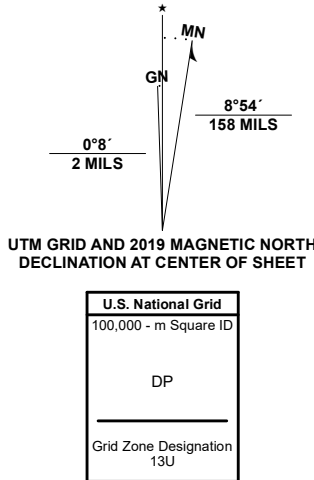 ★
MN
GN
8°54´
158 MILS
0°8´
2 MILS
UTM GRID AND 2019 MAGNETIC NORTH
DECLINATION AT CENTER OF SHEET
U.S. National Grid
100,000 - m Square ID
DP
Grid Zone Designation
13U